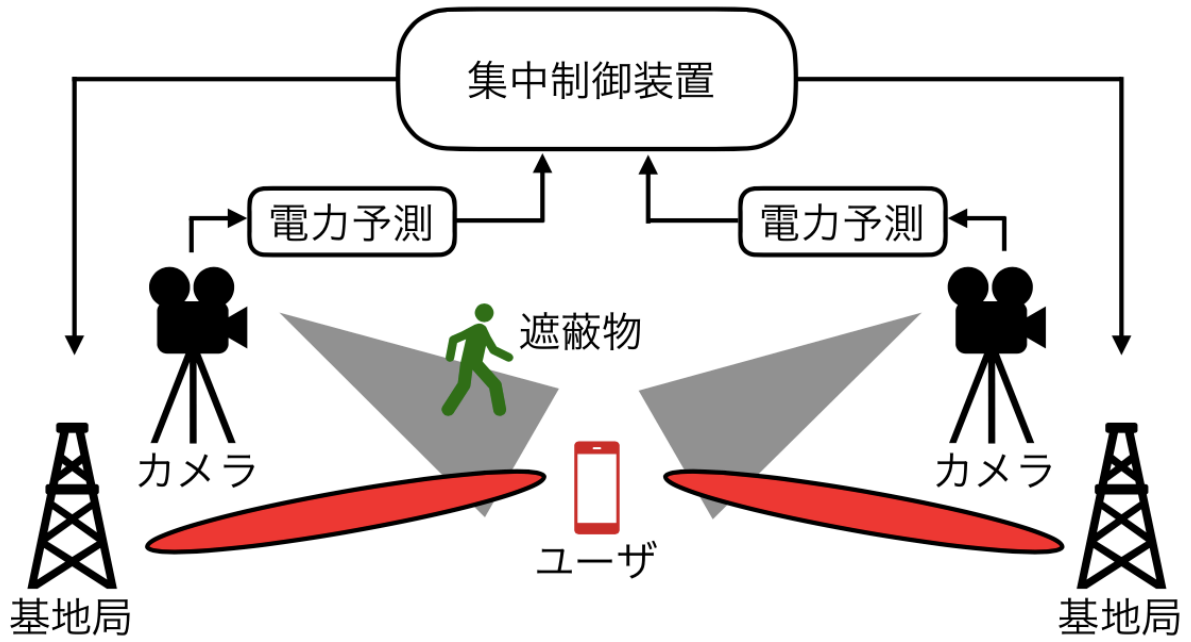 集中制御装置
電力予測
電力予測
遮蔽物
カメラ
カメラ
ユーザ
基地局
基地局